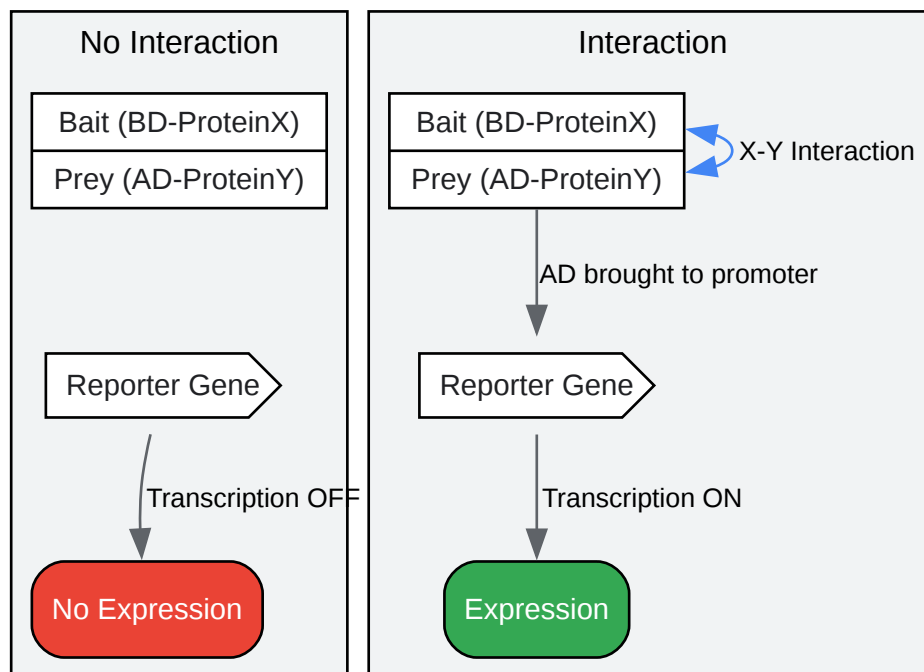 No Interaction
Bait (BD-ProteinX)
Prey (AD-ProteinY)
Reporter Gene
Transcription OFF
No Expression
Interaction
Bait (BD-ProteinX)
Prey (AD-ProteinY)
X-Y Interaction
AD brought to promoter
Reporter Gene
Transcription ON
Expression